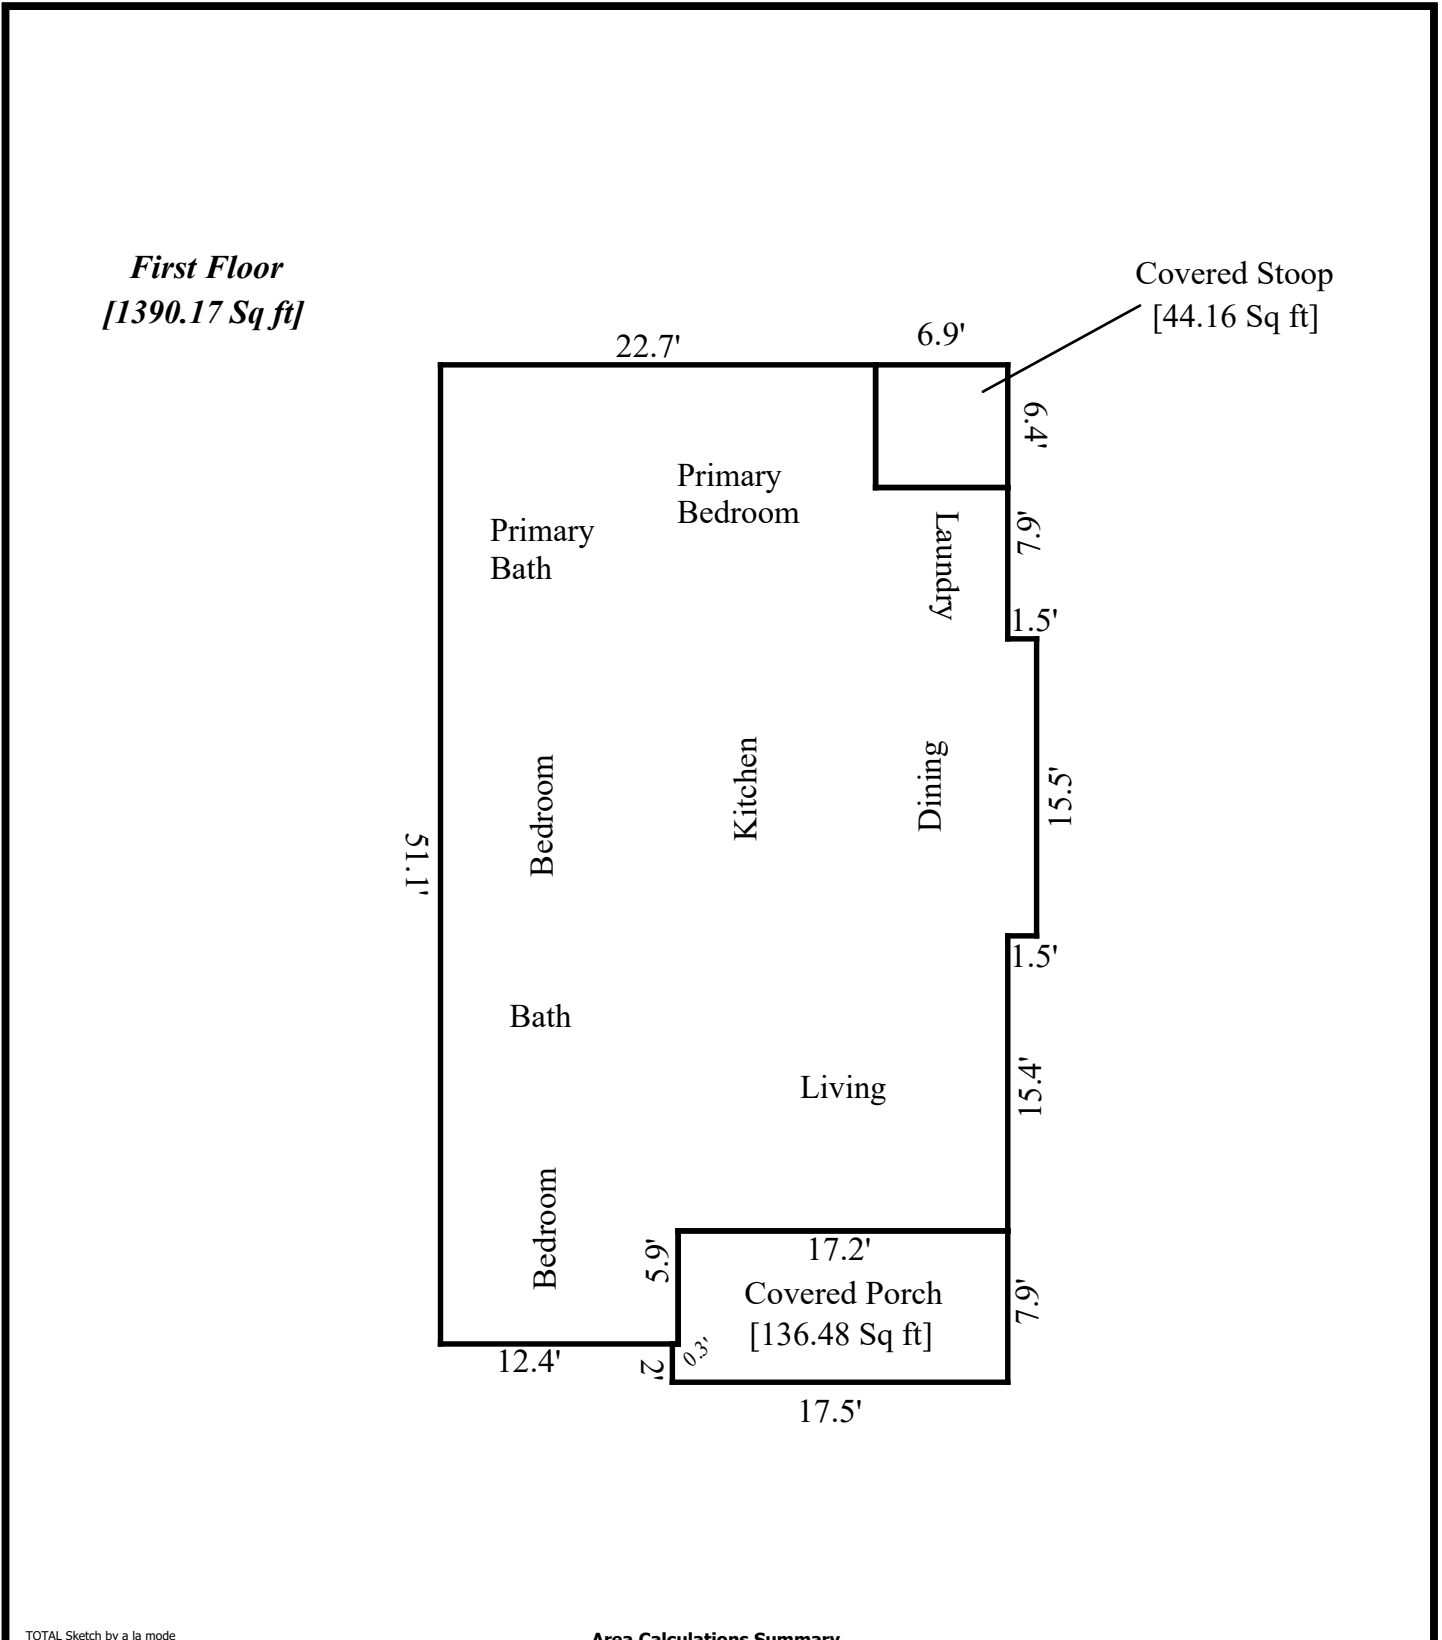 First Floor
[1390.17 Sq ft]
Covered Stoop
[44.16 Sq ft]
22.7'
6.9'
6.4'
Primary
Bedroom
Primary
Bath
Laundry
7.9'
1.5'
Bedroom
Kitchen
Dining
15.5'
51.1'
1.5'
Bath
Living
15.4'
Bedroom
5.9'
17.2'
Covered Porch
[136.48 Sq ft]
7.9'
12.4'
2'
0.3'
17.5'
TOTAL Sketch by a la mode
Area Calculations Summary